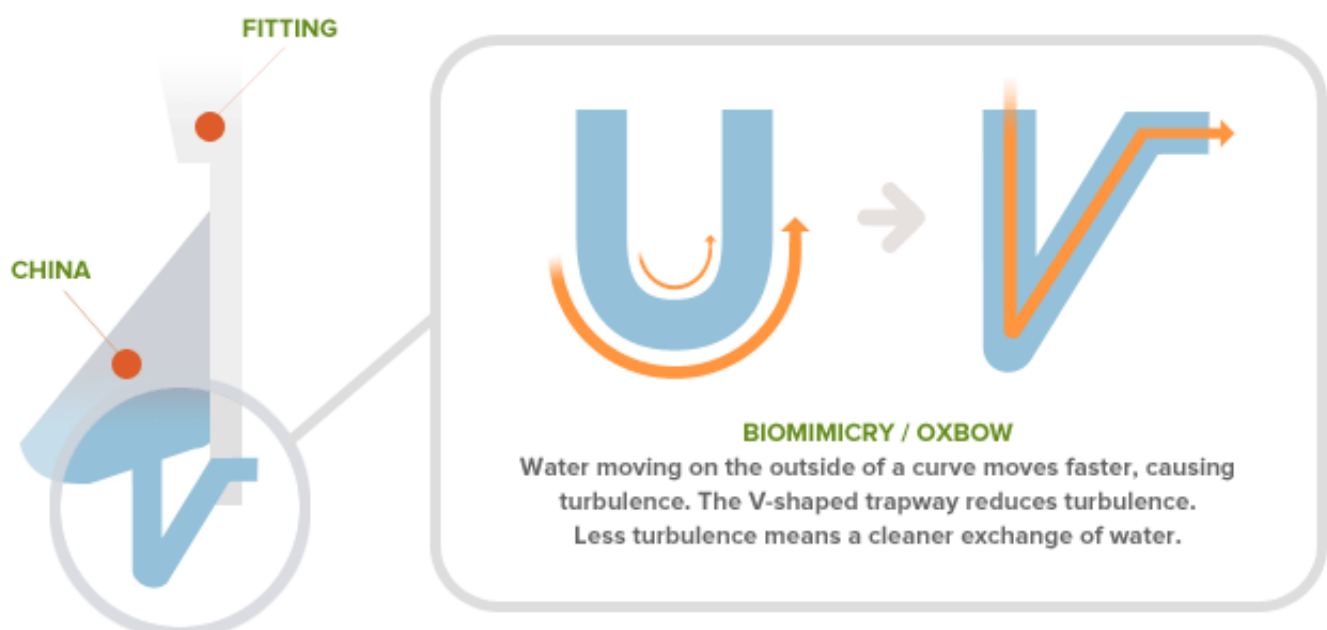 FITTING
CHINA
BIOMIMICRY / OXBOW
Water moving on the outside of a curve moves faster, causing
turbulence. The V-shaped trapway reduces turbulence.
Less turbulence means a cleaner exchange of water.